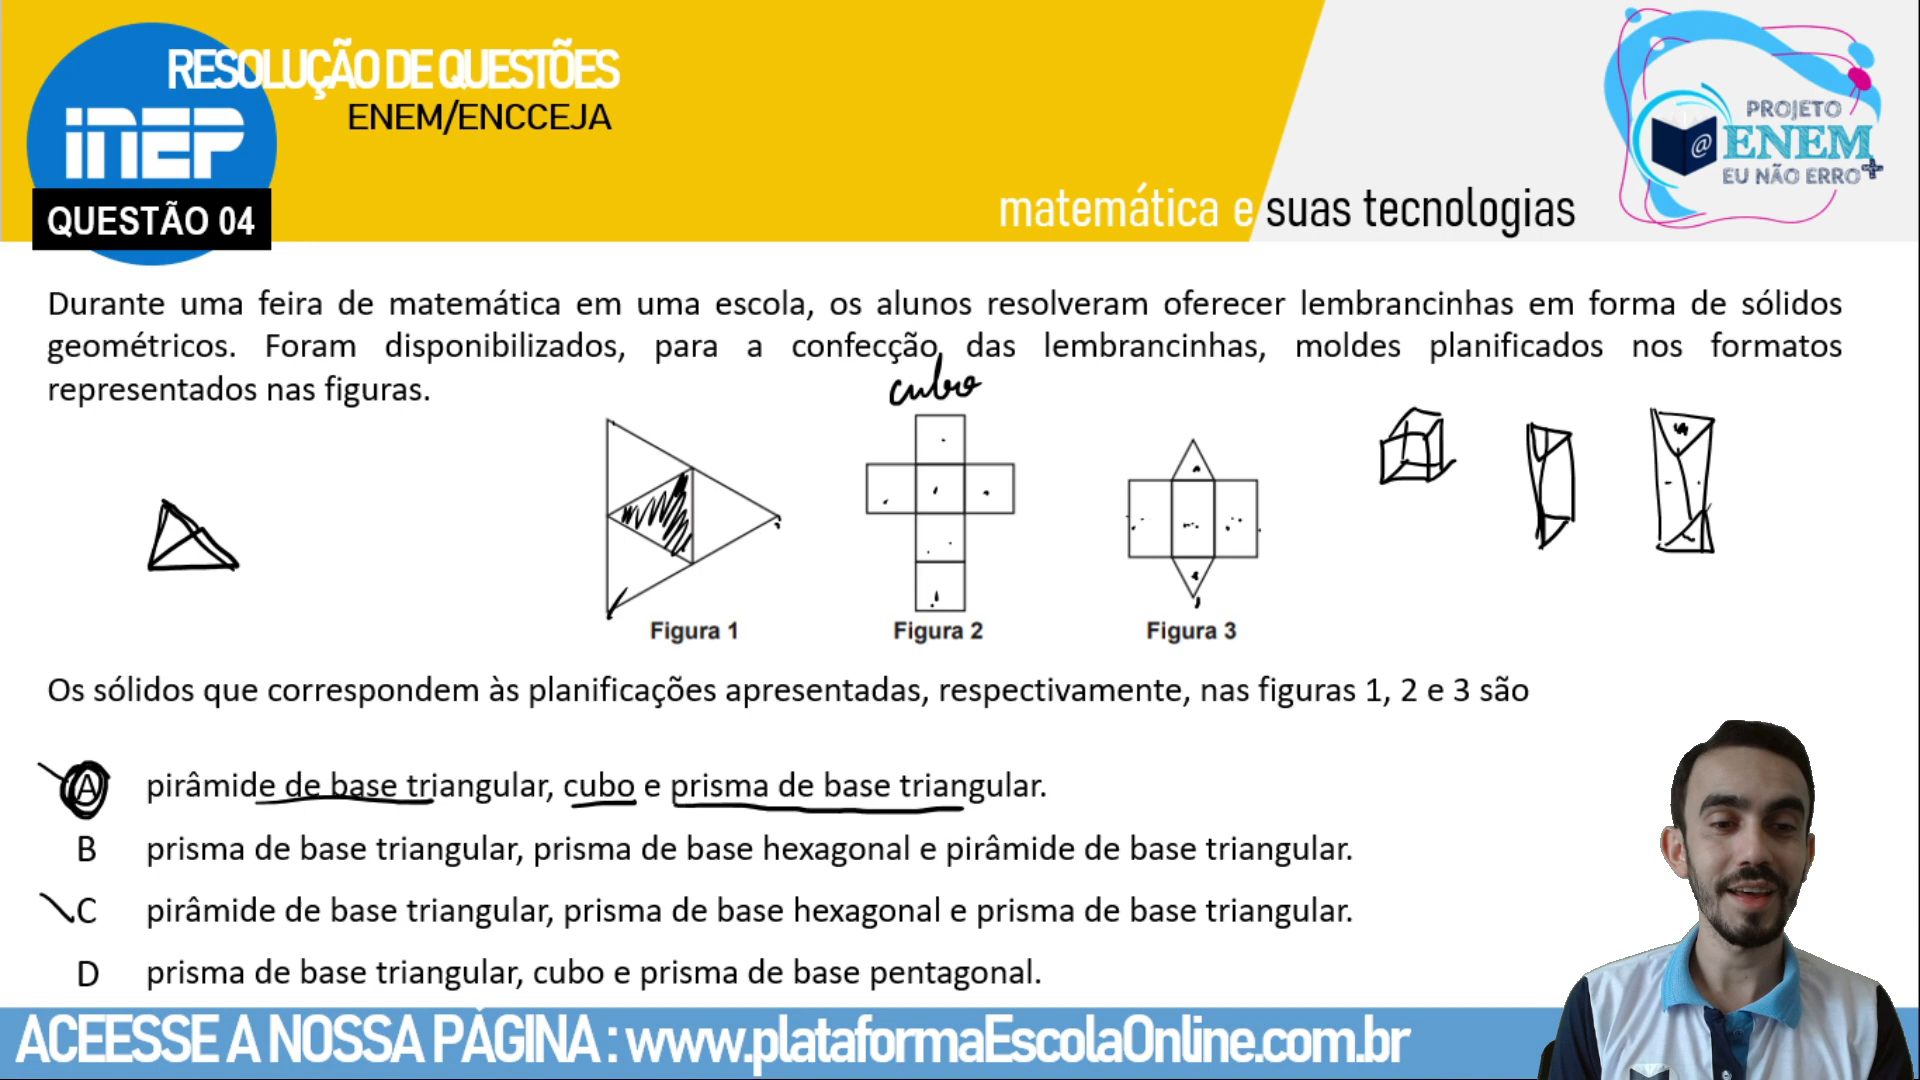 RESOLUÇÃO DE QUESTÕES
ENEM/ENCCEJA
inep
QUESTÃO 04
PROJETO
@ENEM+
EU NÃO ERRO
matemática e suas tecnologias
Durante uma feira de matemática em uma escola, os alunos resolveram oferecer lembrancinhas em forma de sólidos
geométricos. Foram disponibilizados, para a confecção das lembrancinhas, moldes planificados nos formatos
representados nas figuras.
cubo
Figura 1
Figura 2
Figura 3
Os sólidos que correspondem às planificações apresentadas, respectivamente, nas figuras 1, 2 e 3 são
A pirâmide de base triangular, cubo e prisma de base triangular.
B prisma de base triangular, prisma de base hexagonal e pirâmide de base triangular.
C pirâmide de base triangular, prisma de base hexagonal e prisma de base triangular.
D prisma de base triangular, cubo e prisma de base pentagonal.
ACEESSE A NOSSA PÁGINA : www.plataformaEscolaOnline.com.br